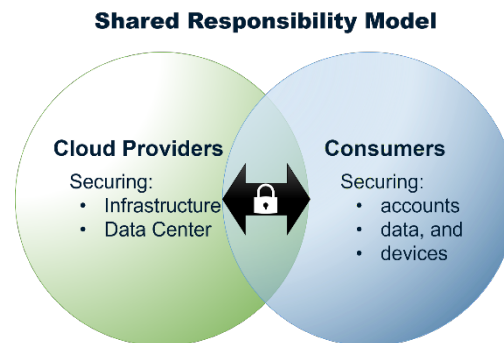 Shared Responsibility Model
Cloud Providers
Securing:
• Infrastructure
• Data Center
Consumers
Securing:
• accounts
• data, and
• devices